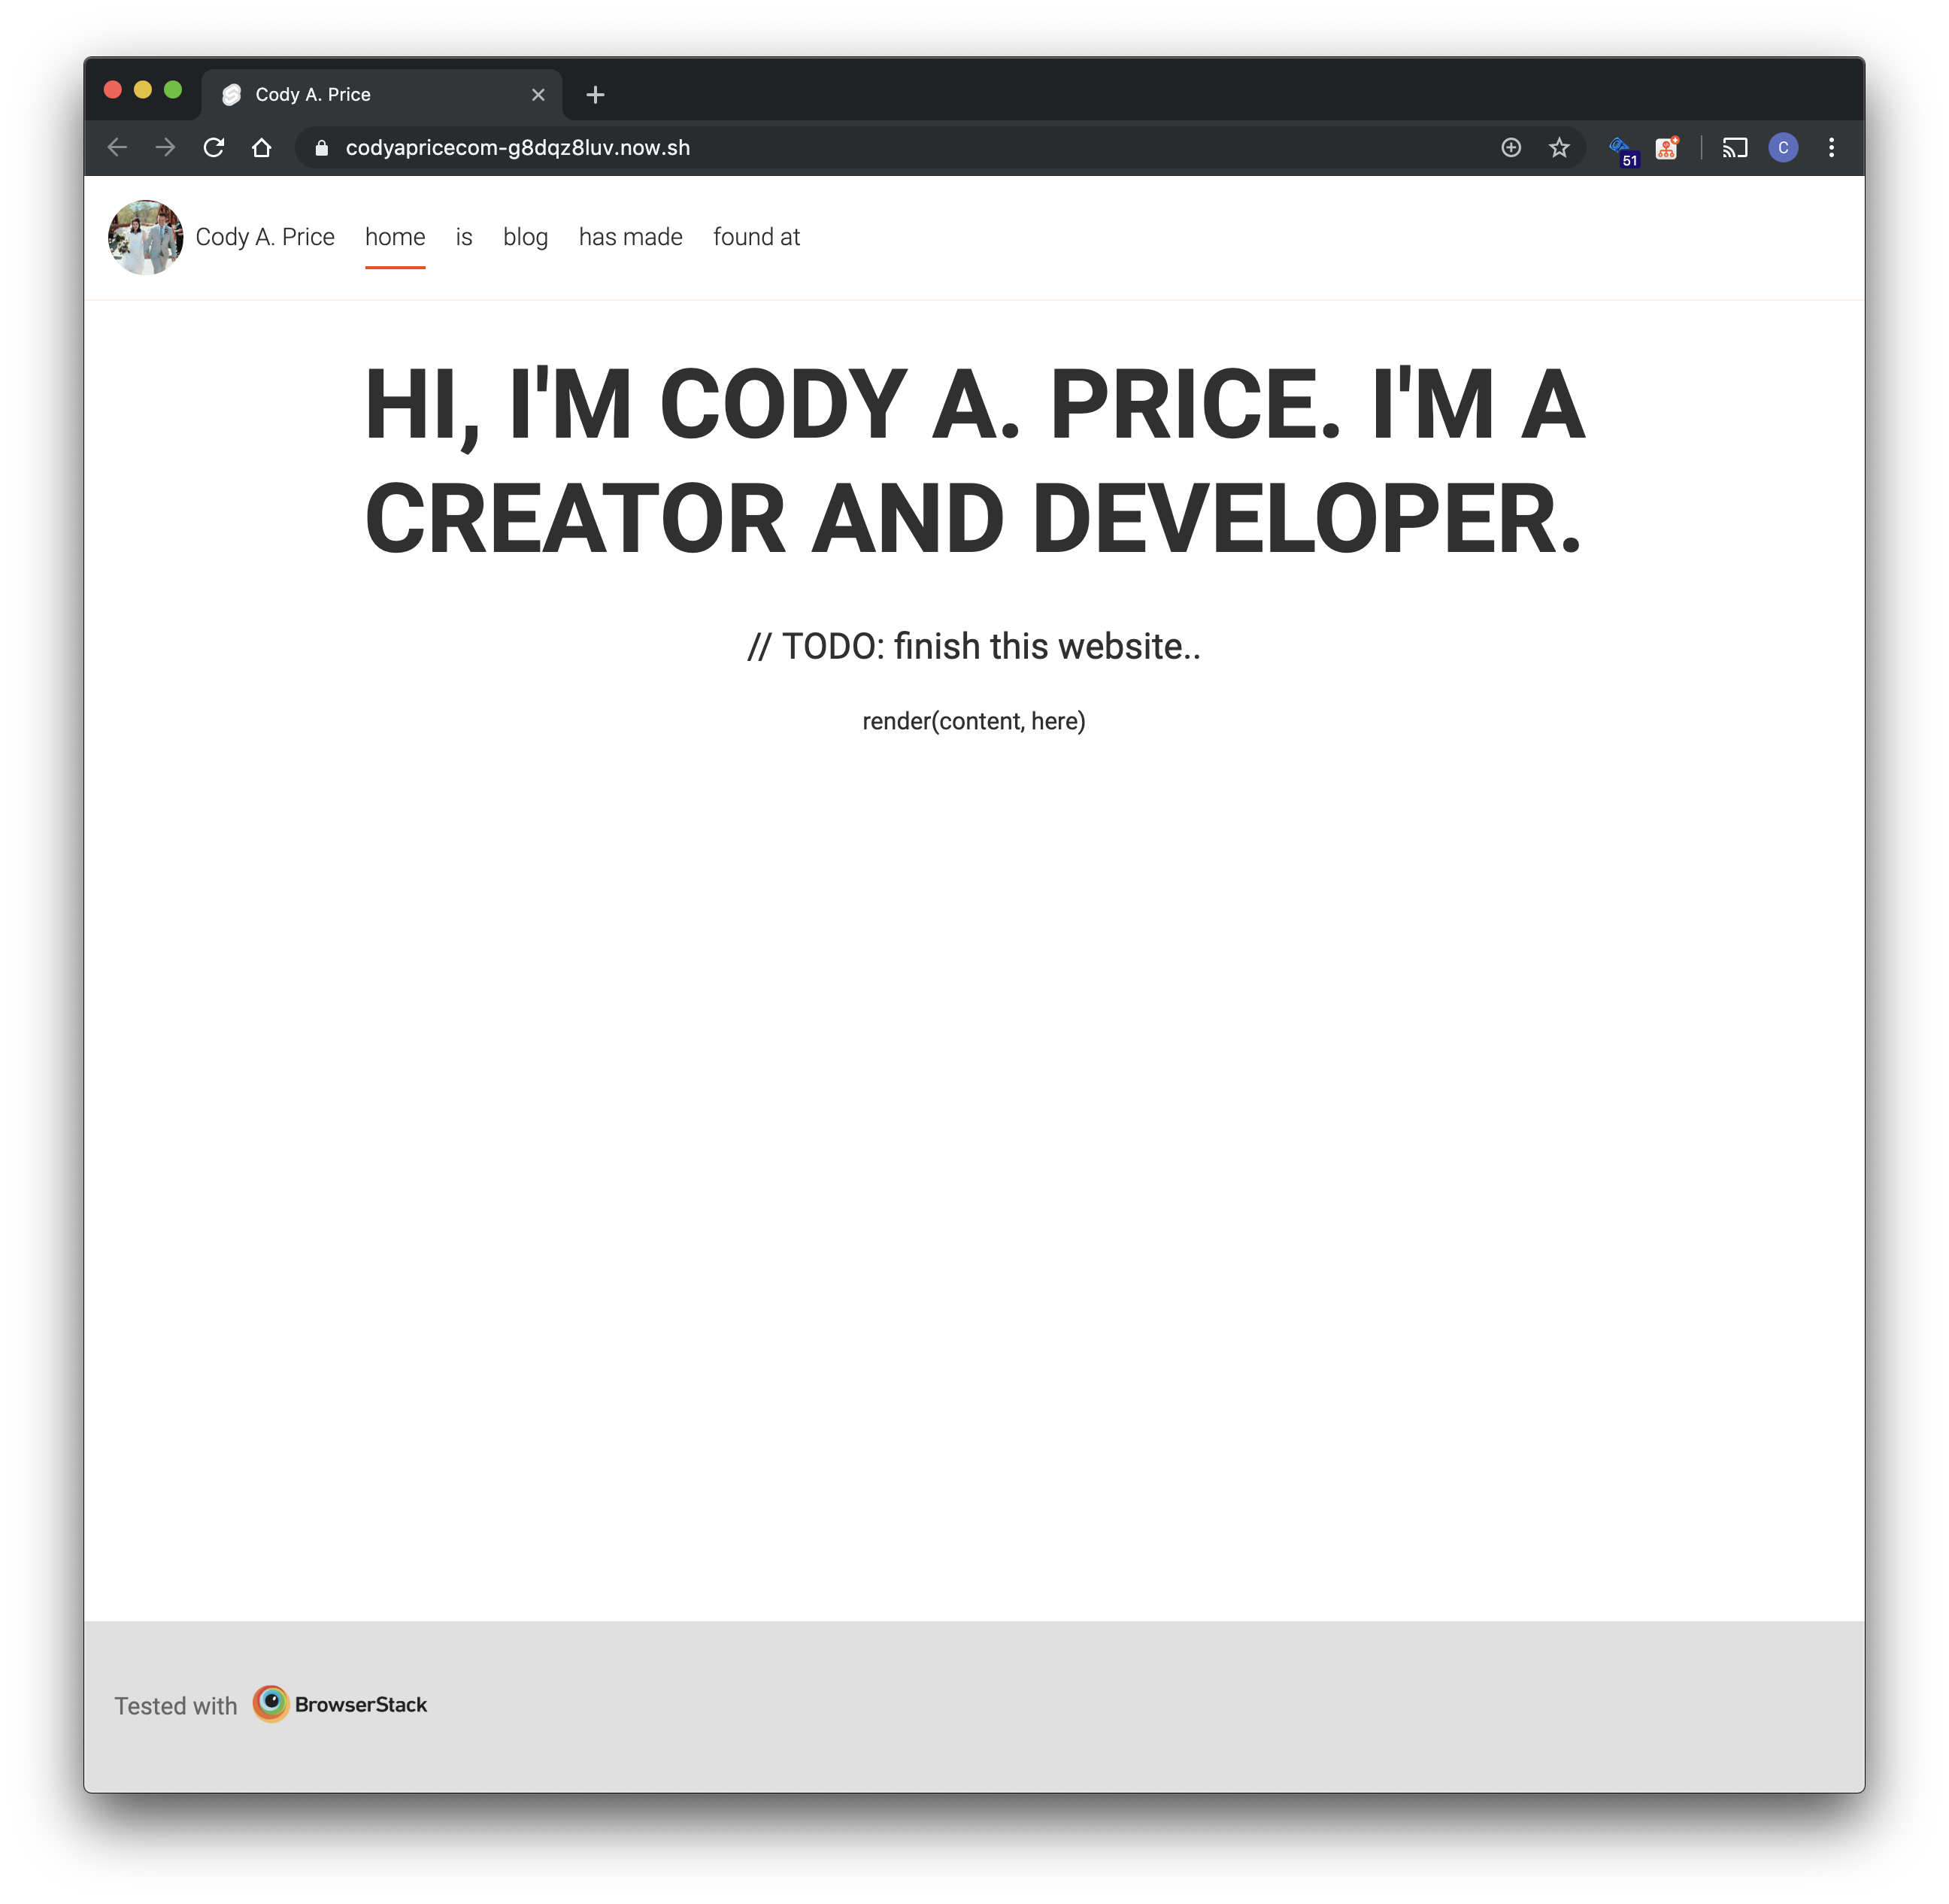 Cody A. Price
codyapricecom-g8dqz8luv.now.sh
51
C
Cody A. Price home is blog has made found at
HI, I'M CODY A. PRICE. I'M A
CREATOR AND DEVELOPER.
// TODO: finish this website..
render(content, here)
Tested with BrowserStack